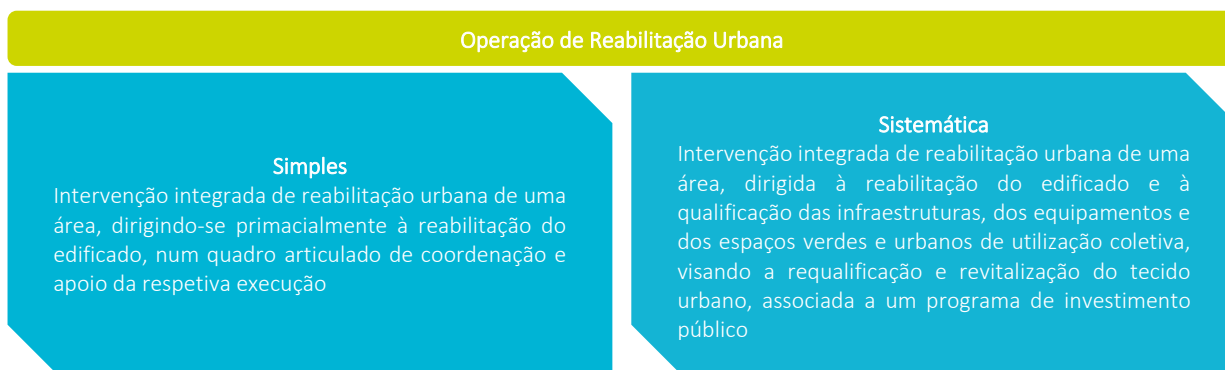 Operação de Reabilitação Urbana
Simples
Intervenção integrada de reabilitação urbana de uma
área, dirigindo-se primacialmente à reabilitação do
edificado, num quadro articulado de coordenação e
apoio da respetiva execução
Sistemática
Intervenção integrada de reabilitação urbana de uma
área, dirigida à reabilitação do edificado e à
qualificação das infraestruturas, dos equipamentos e
dos espaços verdes e urbanos de utilização coletiva,
visando a requalificação e revitalização do tecido
urbano, associada a um programa de investimento
público